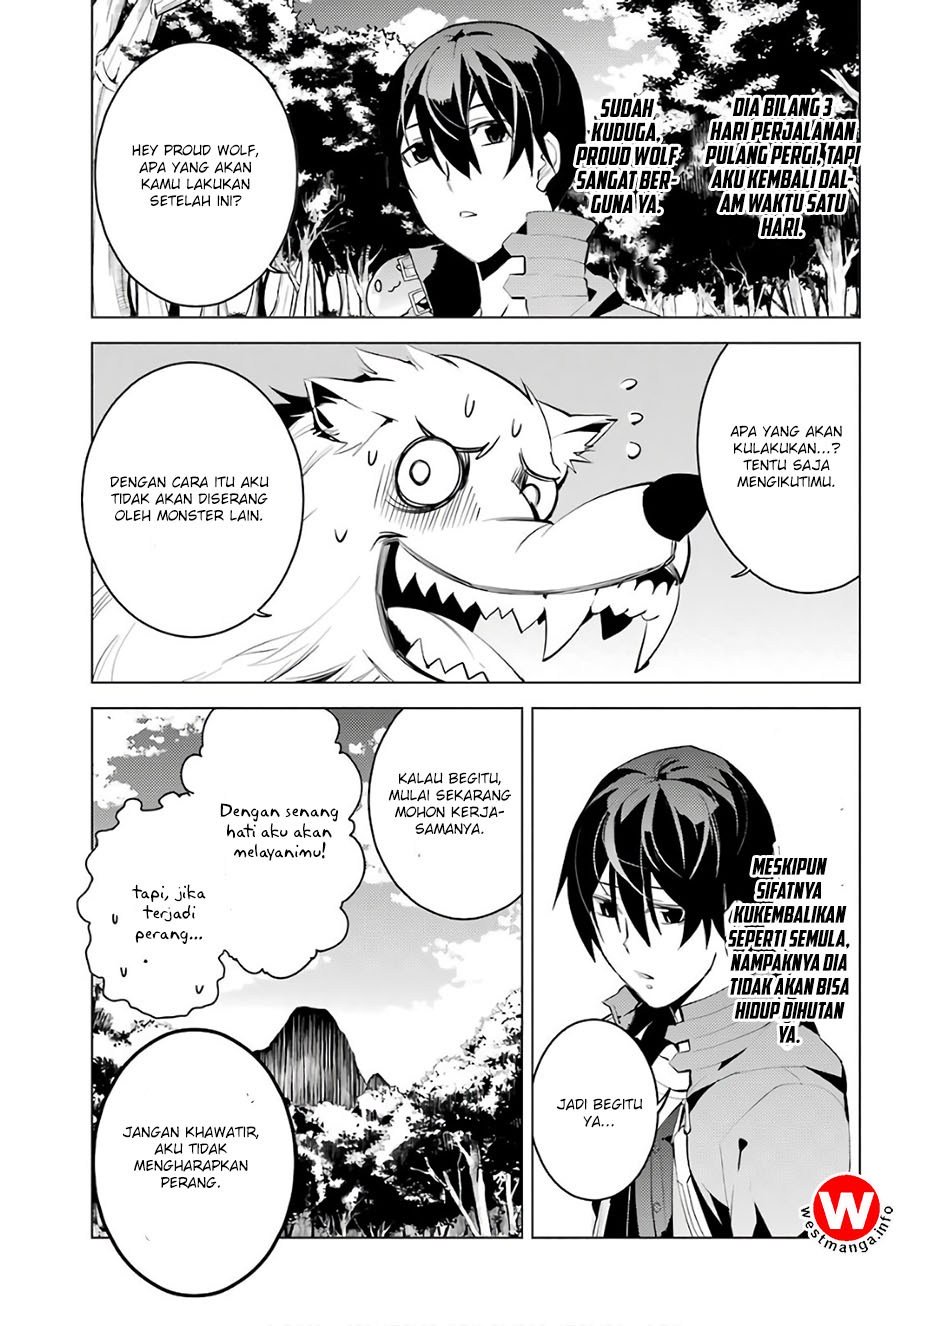 DIA BILANG 3
HARI PERJALANAN
PULANG PERGI, TAPI
AKU KEMBALI DAL-
AM WAKTU SATU
HARI.
SUDAH
KUDUGA,
PROUD WOLF
SANGAT BER-
GUNA YA.
HEY PROUD WOLF,
APA YANG AKAN
KAMU LAKUKAN
SETELAH INI?
APA YANG AKAN
KULAKUKAN...?
TENTU SAJA
MENGIKUTIMU.
DENGAN CARA ITU AKU
TIDAK AKAN DISERANG
OLEH MONSTER LAIN.
MESKIPUN
SIFATNYA
KUKEMBALIKAN
SEPERTI SEMULA,
NAMPAKNYA DIA
TIDAK AKAN BISA
HIDUP DIHUTAN
YA.
JADI BEGITU
YA...
KALAU BEGITU,
MULAI SEKARANG
MOHON KERJA-
SAMANYA.
Dengan senang
hati aku akan
melayanimu!
tapi, jika
terjadi
perang...
JANGAN KHAWATIR,
AKU TIDAK
MENGHARAPKAN
PERANG.
W
westmanga.info